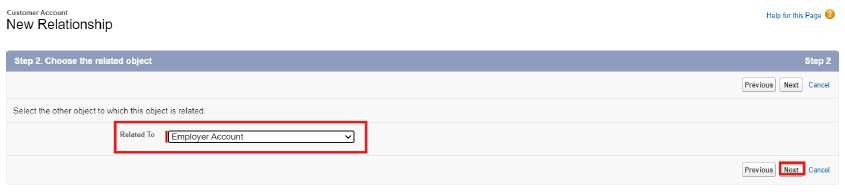 Customer Account
New Relationship
Help for this Page
Step 2. Choose the related object
Step 2
Previous Next Cancel
Select the other object to which this object is related.
Related To Employer Account
Previous Next Cancel